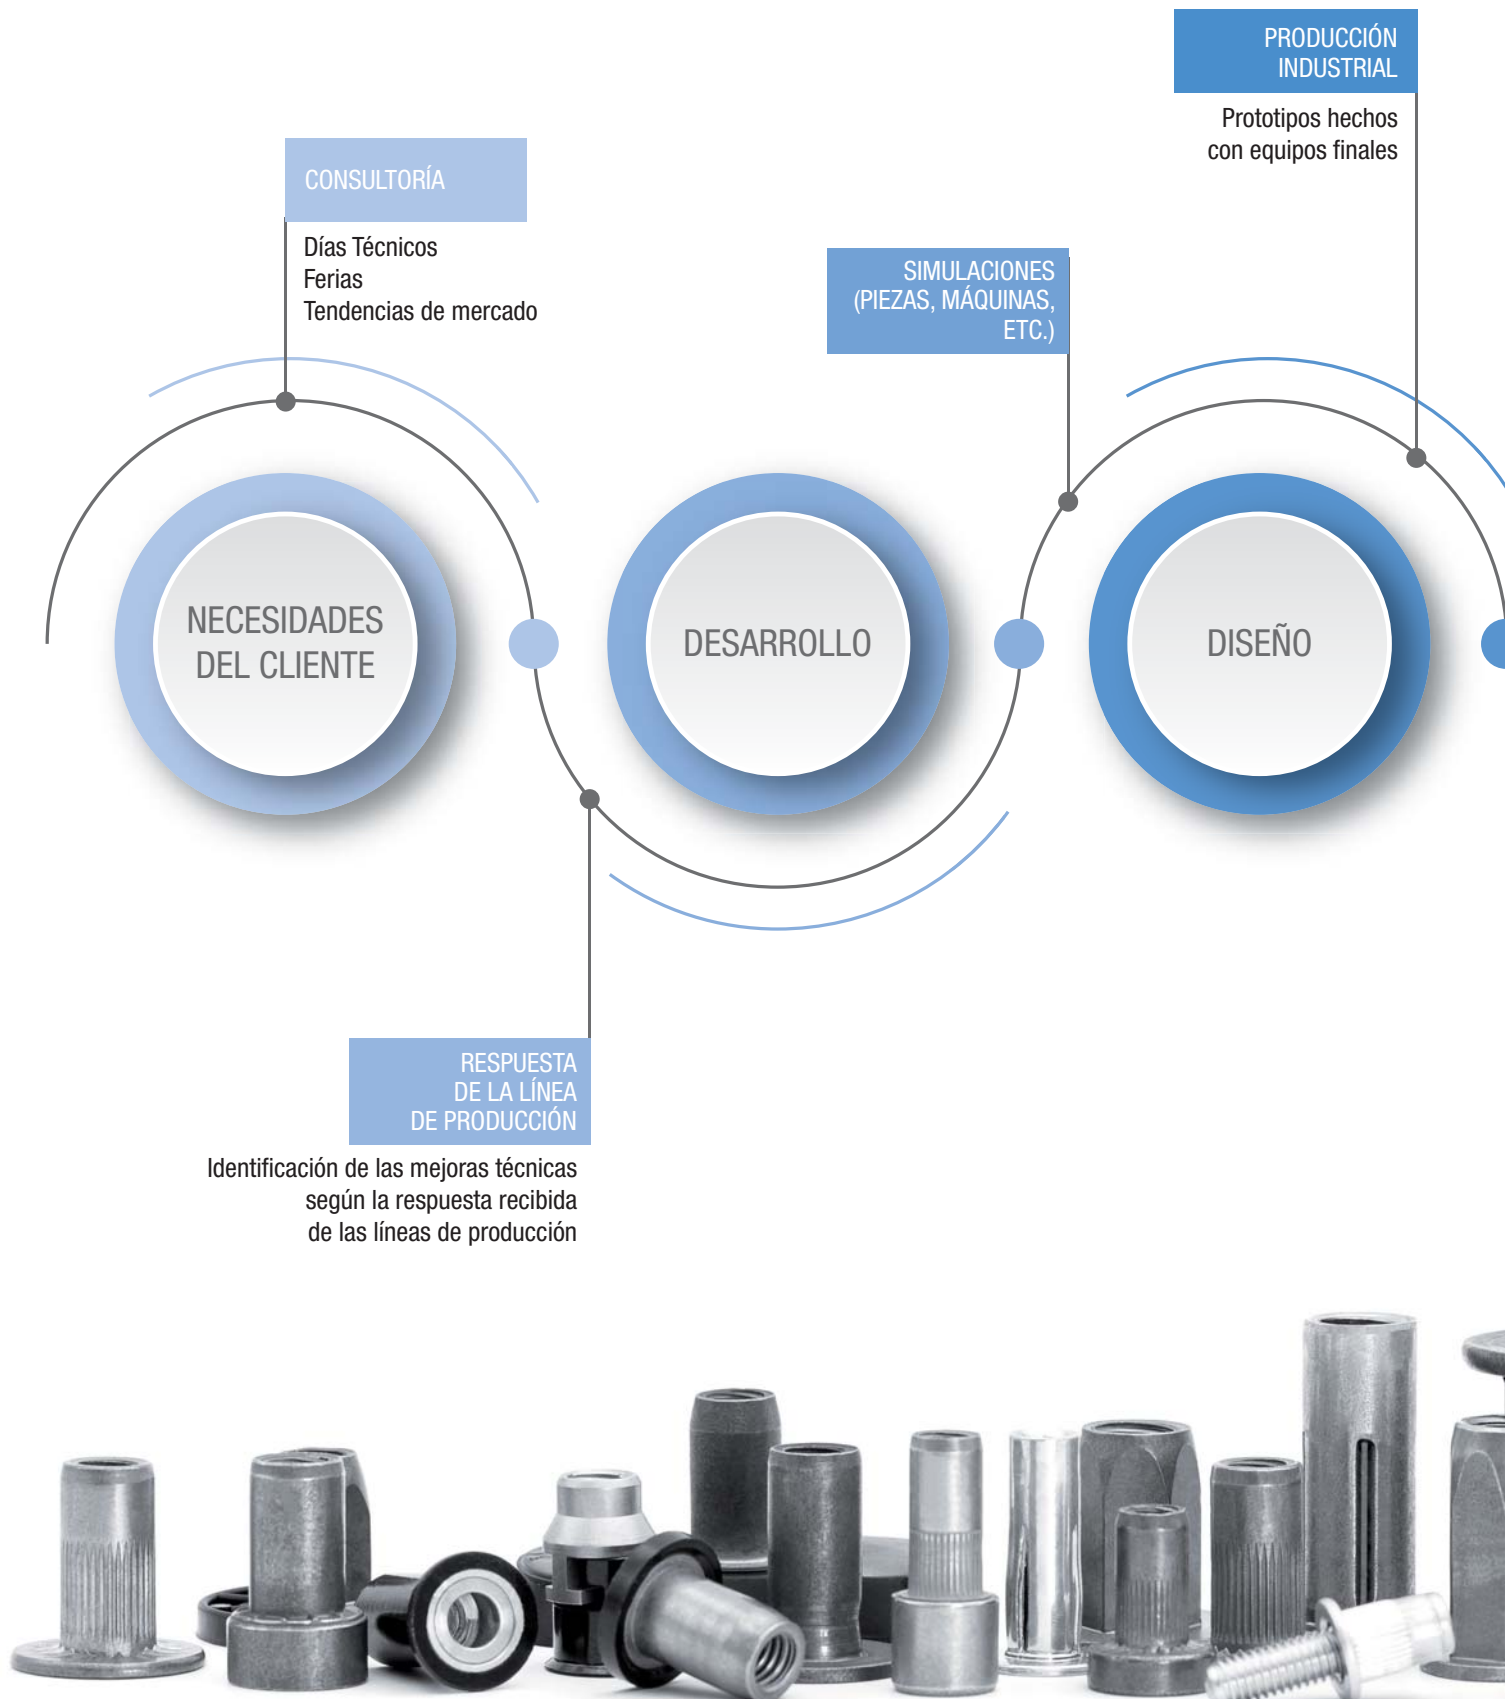 PRODUCCIÓN
INDUSTRIAL
Prototipos hechos
con equipos finales
CONSULTORÍA
Días Técnicos
Ferias
Tendencias de mercado
SIMULACIONES
(PIEZAS, MÁQUINAS,
ETC.)
NECESIDADES
DEL CLIENTE
DESARROLLO
DISEÑO
RESPUESTA
DE LA LÍNEA
DE PRODUCCIÓN
Identificación de las mejoras técnicas
según la respuesta recibida
de las líneas de producción